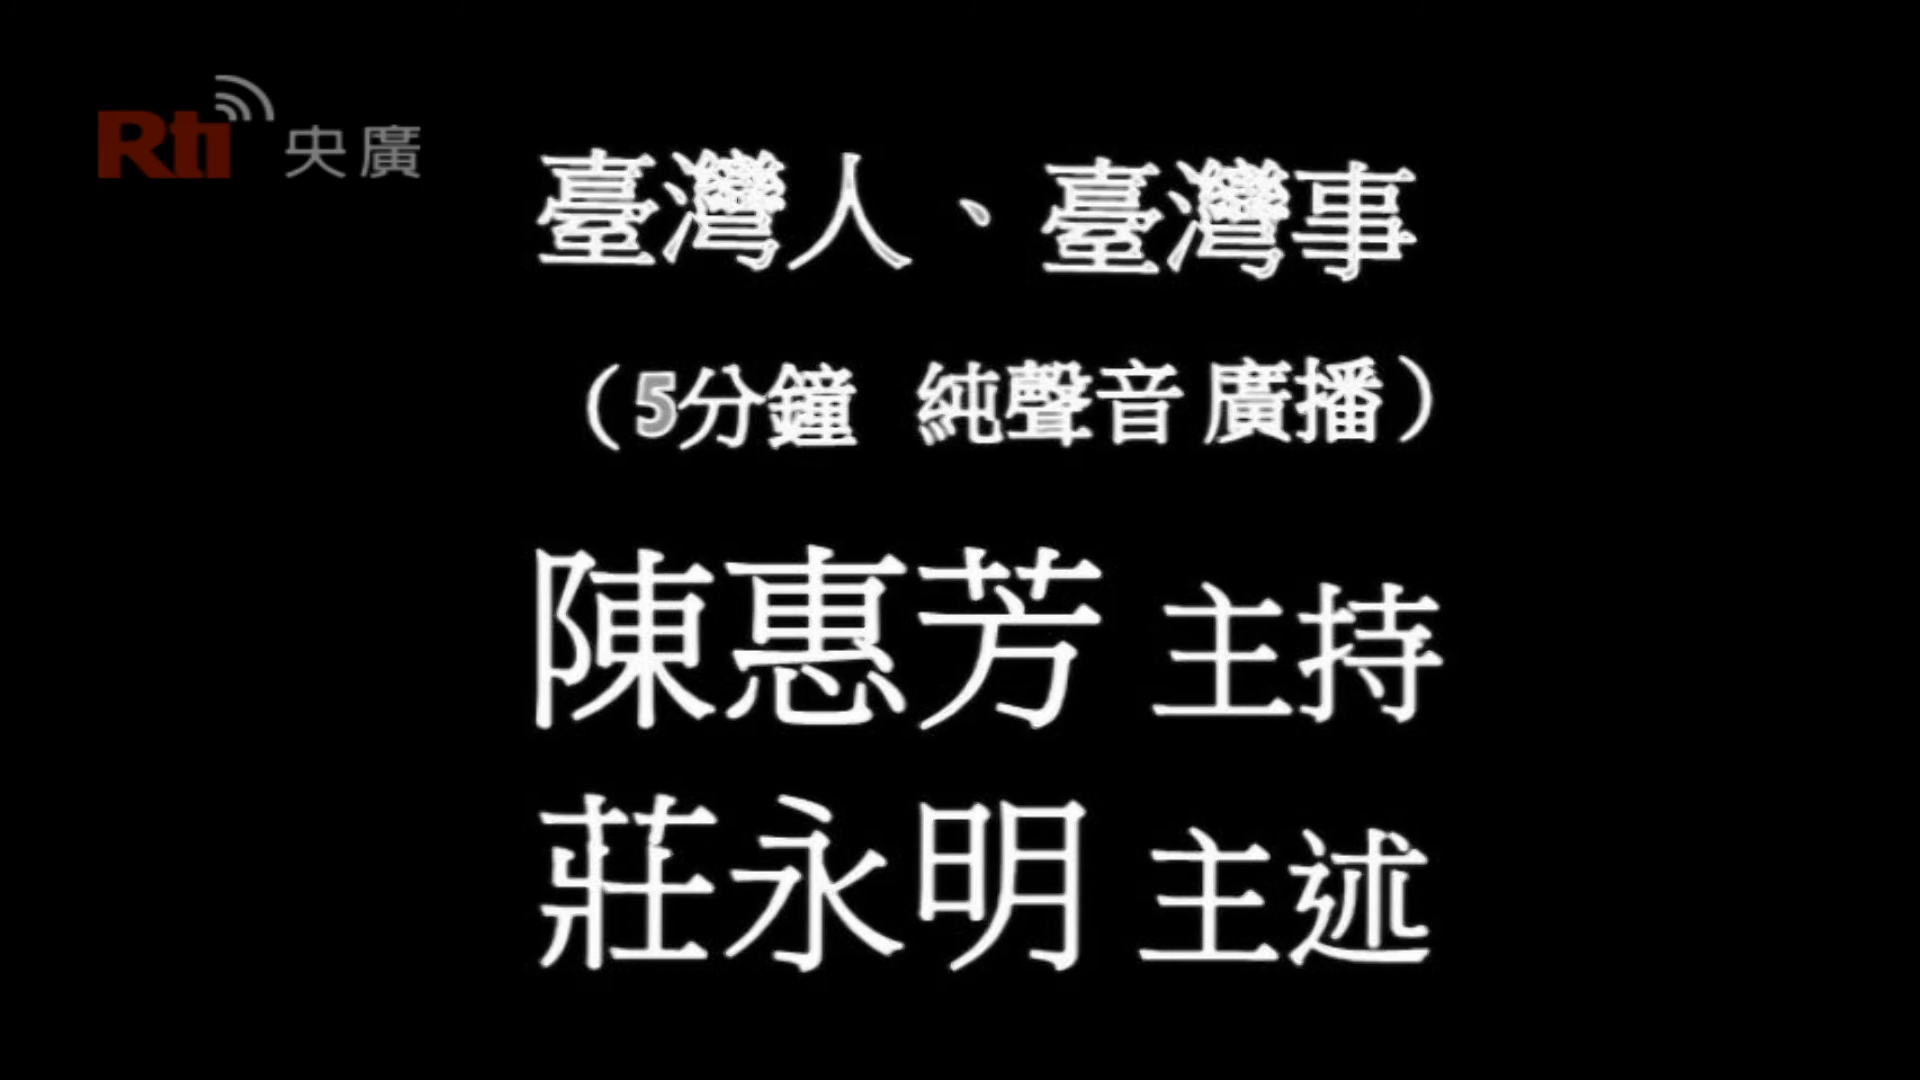 Rti 央廣
臺灣人、臺灣事
（5分鐘 純聲音 廣播）
陳惠芳 主持
莊永明 主述